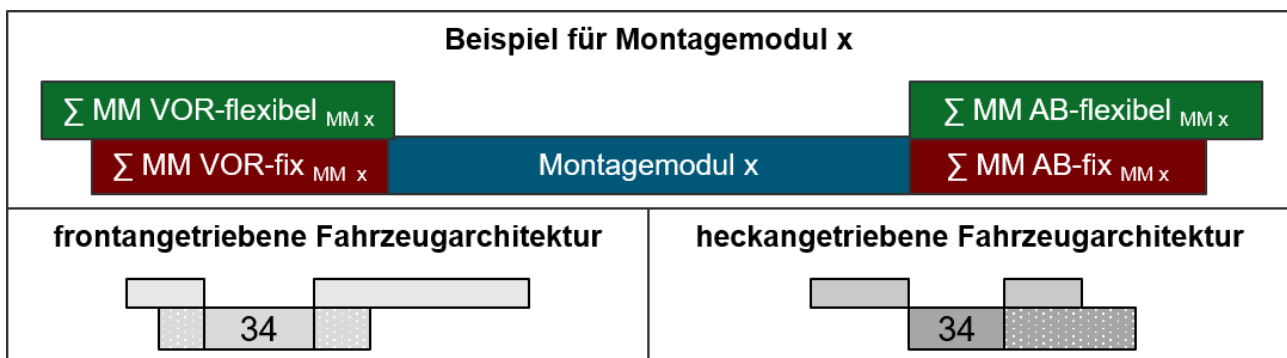 Beispiel für Montagemodul x
∑ MM VOR-flexibel MM x
∑ MM AB-flexibel MM x
∑ MM VOR-fix MM x
Montagemodul x
∑ MM AB-fix MM x
frontangetriebene Fahrzeugarchitektur
heckangetriebene Fahrzeugarchitektur
34
34